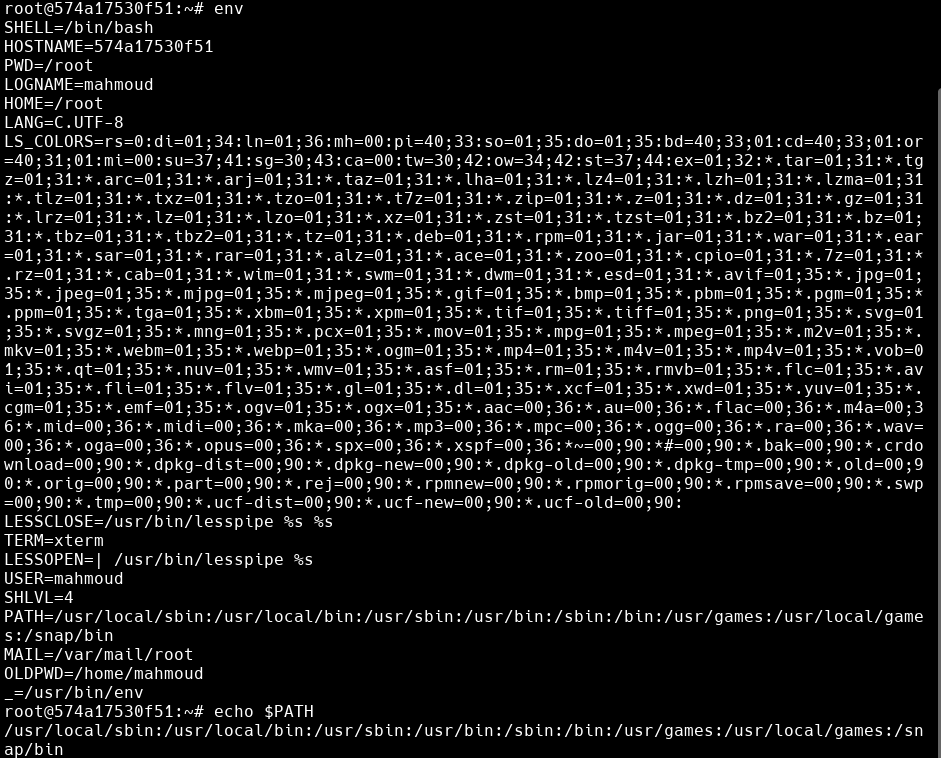 root@574a17530f51:~# env
SHELL=/bin/bash
HOSTNAME=574a17530f51
PWD=/root
LOGNAME=mahmoud
HOME=/root
LANG=C.UTF-8
LS_COLORS=rs=0:di=01;34:ln=01;36:mh=00:pi=40;33:so=01;35:do=01;35:bd=40;33;01:cd=40;33;01:or
=40;31;01:mi=00:su=37;41:sg=30;43:ca=00:tw=30;42:ow=34;42:st=37;44:ex=01;32:*.tar=01;31:*.tg
z=01;31:*.arc=01;31:*.arj=01;31:*.taz=01;31:*.lha=01;31:*.lz4=01;31:*.lzh=01;31:*.lzma=01;31
:*.tlz=01;31:*.txz=01;31:*.tzo=01;31:*.t7z=01;31:*.zip=01;31:*.z=01;31:*.dz=01;31:*.gz=01;31
:*.lrz=01;31:*.lz=01;31:*.lzo=01;31:*.xz=01;31:*.zst=01;31:*.tzst=01;31:*.bz2=01;31:*.bz=01;
31:*.tbz=01;31:*.tbz2=01;31:*.tz=01;31:*.deb=01;31:*.rpm=01;31:*.jar=01;31:*.war=01;31:*.ear
=01;31:*.sar=01;31:*.rar=01;31:*.alz=01;31:*.ace=01;31:*.zoo=01;31:*.cpio=01;31:*.7z=01;31:*
.rz=01;31:*.cab=01;31:*.wim=01;31:*.swm=01;31:*.dwm=01;31:*.esd=01;31:*.avif=01;35:*.jpg=01;
35:*.jpeg=01;35:*.mjpg=01;35:*.mjpeg=01;35:*.gif=01;35:*.bmp=01;35:*.pbm=01;35:*.pgm=01;35:*
.ppm=01;35:*.tga=01;35:*.xbm=01;35:*.xpm=01;35:*.tif=01;35:*.tiff=01;35:*.png=01;35:*.svg=01
;35:*.svgz=01;35:*.mng=01;35:*.pcx=01;35:*.mov=01;35:*.mpg=01;35:*.mpeg=01;35:*.m2v=01;35:*.
mkv=01;35:*.webm=01;35:*.webp=01;35:*.ogm=01;35:*.mp4=01;35:*.m4v=01;35:*.mp4v=01;35:*.vob=0
1;35:*.qt=01;35:*.nuv=01;35:*.wmv=01;35:*.asf=01;35:*.rm=01;35:*.rmvb=01;35:*.flc=01;35:*.av
i=01;35:*.fli=01;35:*.flv=01;35:*.gl=01;35:*.dl=01;35:*.xcf=01;35:*.xwd=01;35:*.yuv=01;35:*.
cgm=01;35:*.emf=01;35:*.ogv=01;35:*.ogx=01;35:*.aac=00;36:*.au=00;36:*.flac=00;36:*.m4a=00;3
6:*.mid=00;36:*.midi=00;36:*.mka=00;36:*.mp3=00;36:*.mpc=00;36:*.ogg=00;36:*.ra=00;36:*.wav=
00;36:*.oga=00;36:*.opus=00;36:*.spx=00;36:*.xspf=00;36:*~=00;90:*#=00;90:*.bak=00;90:*.crdo
wnload=00;90:*.dpkg-dist=00;90:*.dpkg-new=00;90:*.dpkg-old=00;90:*.dpkg-tmp=00;90:*.old=00;9
0:*.orig=00;90:*.part=00;90:*.rej=00;90:*.rpmnew=00;90:*.rpmorig=00;90:*.rpmsave=00;90:*.swp
=00;90:*.tmp=00;90:*.ucf-dist=00;90:*.ucf-new=00;90:*.ucf-old=00;90:
LESSCLOSE=/usr/bin/lesspipe %s %s
TERM=xterm
LESSOPEN=| /usr/bin/lesspipe %s
USER=mahmoud
SHLVL=4
PATH=/usr/local/sbin:/usr/local/bin:/usr/sbin:/usr/bin:/sbin:/bin:/usr/games:/usr/local/game
s:/snap/bin
MAIL=/var/mail/root
OLDPWD=/home/mahmoud
_=/usr/bin/env
root@574a17530f51:~# echo $PATH
/usr/local/sbin:/usr/local/bin:/usr/sbin:/usr/bin:/sbin:/bin:/usr/games:/usr/local/games:/sn
ap/bin